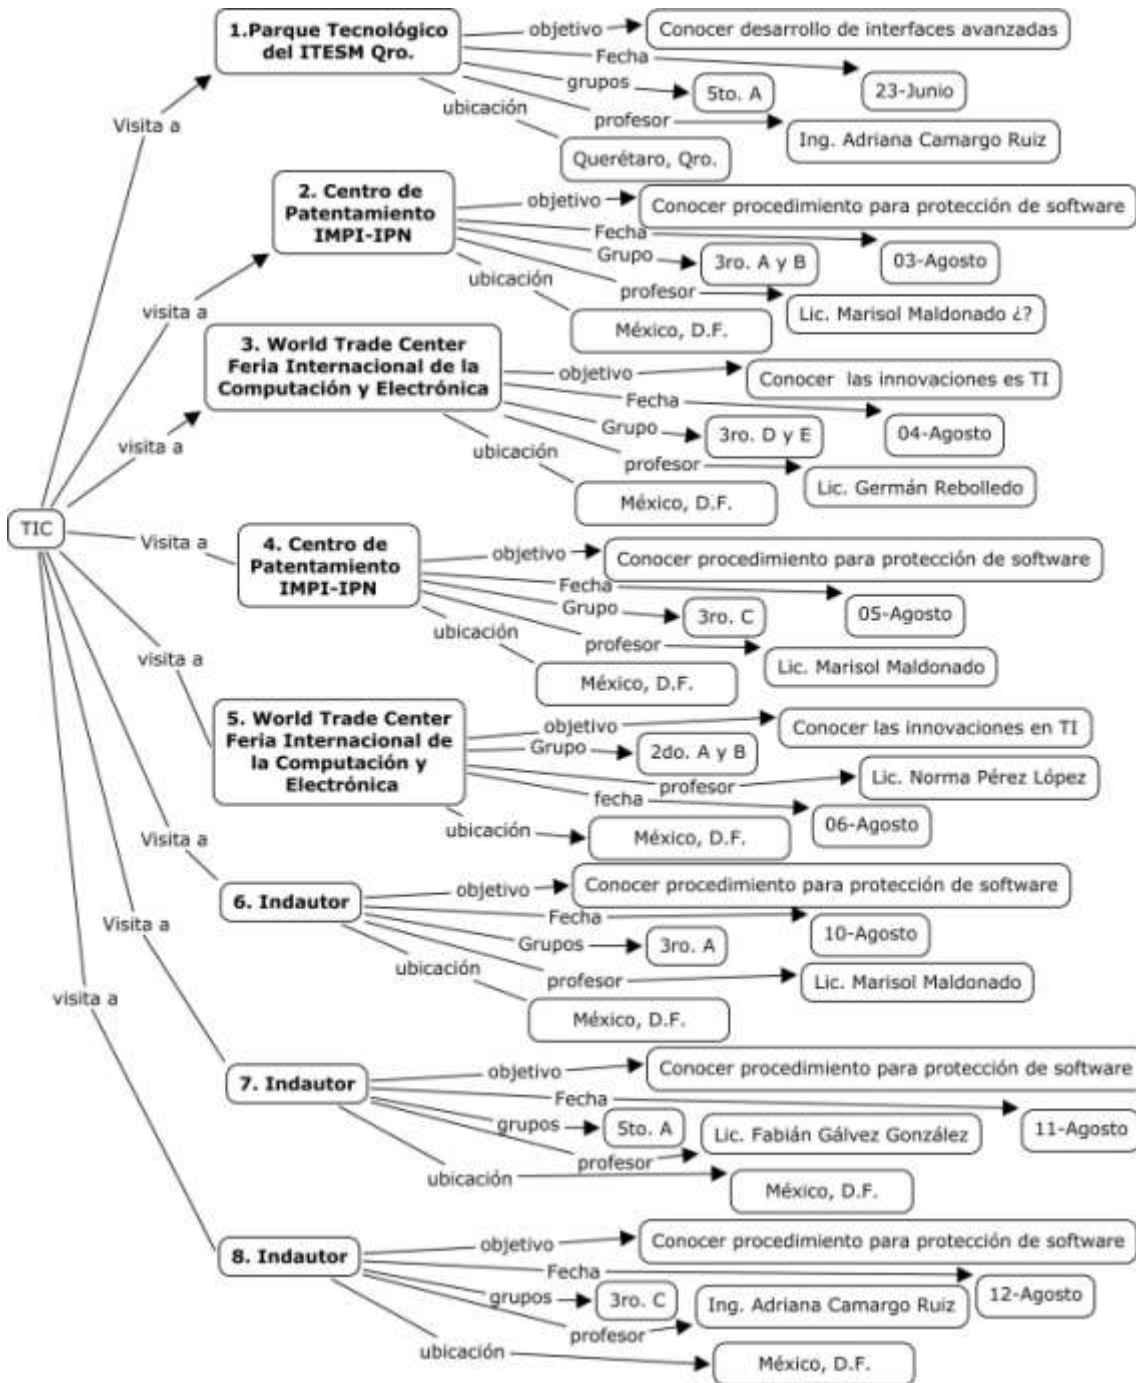 TIC
Visita a
1.Parque Tecnológico
del ITESM Qro.
objetivo
Conocer desarrollo de interfaces avanzadas
Fecha
23-Junio
grupos
5to. A
profesor
Ing. Adriana Camargo Ruiz
ubicación
Querétaro, Qro.
visita a
2. Centro de
Patentamiento
IMPI-IPN
objetivo
Conocer procedimiento para protección de software
Fecha
03-Agosto
Grupo
3ro. A y B
profesor
Lic. Marisol Maldonado ¿?
ubicación
México, D.F.
visita a
3. World Trade Center
Feria Internacional de la
Computación y Electrónica
objetivo
Conocer las innovaciones es TI
Fecha
04-Agosto
Grupo
3ro. D y E
profesor
Lic. Germán Rebolledo
ubicación
México, D.F.
Visita a
4. Centro de
Patentamiento
IMPI-IPN
objetivo
Conocer procedimiento para protección de software
Fecha
05-Agosto
Grupo
3ro. C
profesor
Lic. Marisol Maldonado
ubicación
México, D.F.
visita a
5. World Trade Center
Feria Internacional de
la Computación y
Electrónica
objetivo
Conocer las innovaciones en TI
Grupo
2do. A y B
profesor
Lic. Norma Pérez López
fecha
06-Agosto
ubicación
México, D.F.
Visita a
6. Indautor
objetivo
Conocer procedimiento para protección de software
Fecha
10-Agosto
Grupos
3ro. A
profesor
Lic. Marisol Maldonado
ubicación
México, D.F.
Visita a
7. Indautor
objetivo
Conocer procedimiento para protección de software
Fecha
11-Agosto
grupos
5to. A
profesor
Lic. Fabián Gálvez González
ubicación
México, D.F.
visita a
8. Indautor
objetivo
Conocer procedimiento para protección de software
Fecha
12-Agosto
grupos
3ro. C
profesor
Ing. Adriana Camargo Ruiz
ubicación
México, D.F.